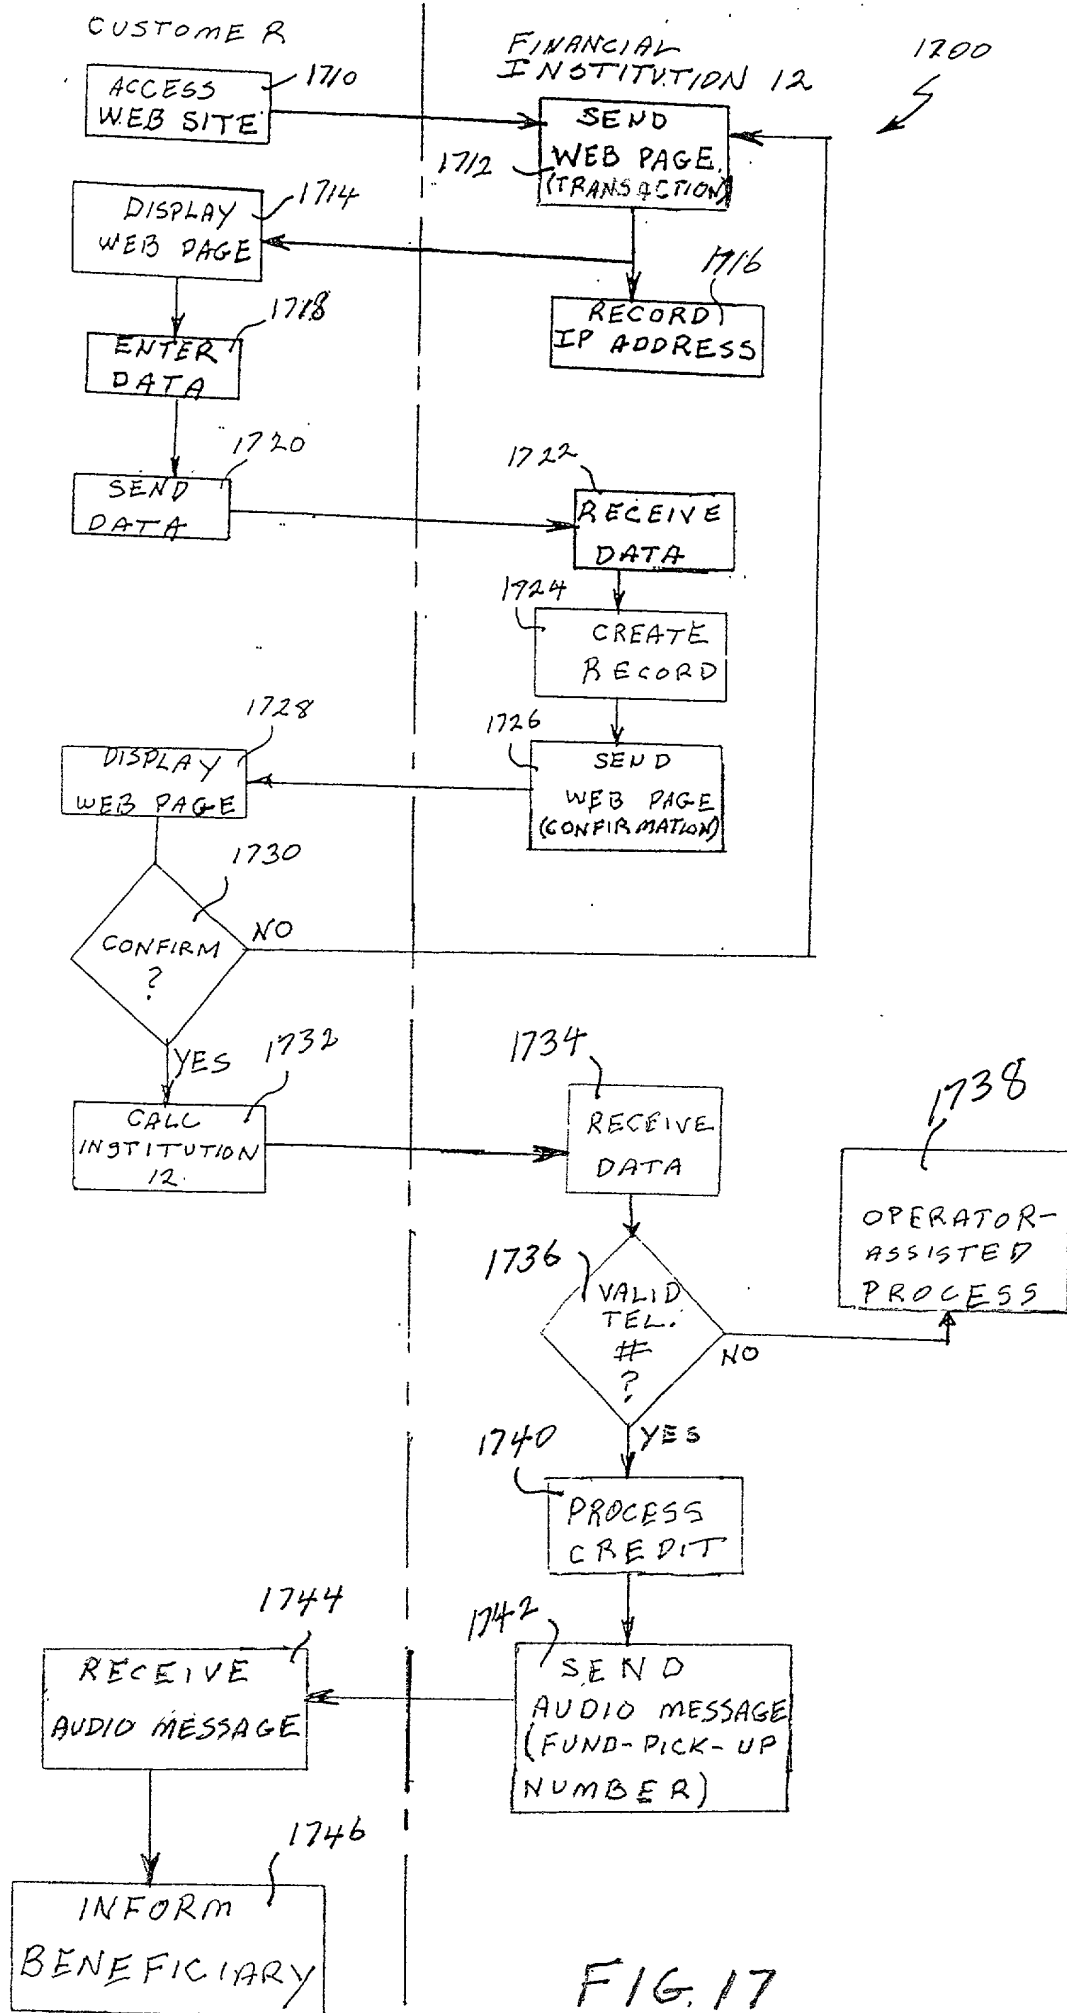 CUSTOMER
FINANCIAL
INSTITUTION 12
1700
ACCESS
WEB SITE
1710
SEND
WEB PAGE
(TRANSACTION)
1712
DISPLAY
WEB PAGE
1714
1716
RECORD
IP ADDRESS
1718
ENTER
DATA
1720
SEND
DATA
1722
RECEIVE
DATA
1724
CREATE
RECORD
1726
SEND
WEB PAGE
(CONFIRMATION)
1728
DISPLAY
WEB PAGE
1730
CONFIRM
?
NO
YES
1732
CALL
INSTITUTION
12.
1734
RECEIVE
DATA
1736
VALID
TEL.
#
?
NO
1738
OPERATOR-
ASSISTED
PROCESS
YES
1740
PROCESS
CREDIT
1742
SEND
AUDIO MESSAGE
(FUND-PICK-UP
NUMBER)
1744
RECEIVE
AUDIO MESSAGE
1746
INFORM
BENEFICIARY
FIG. 17